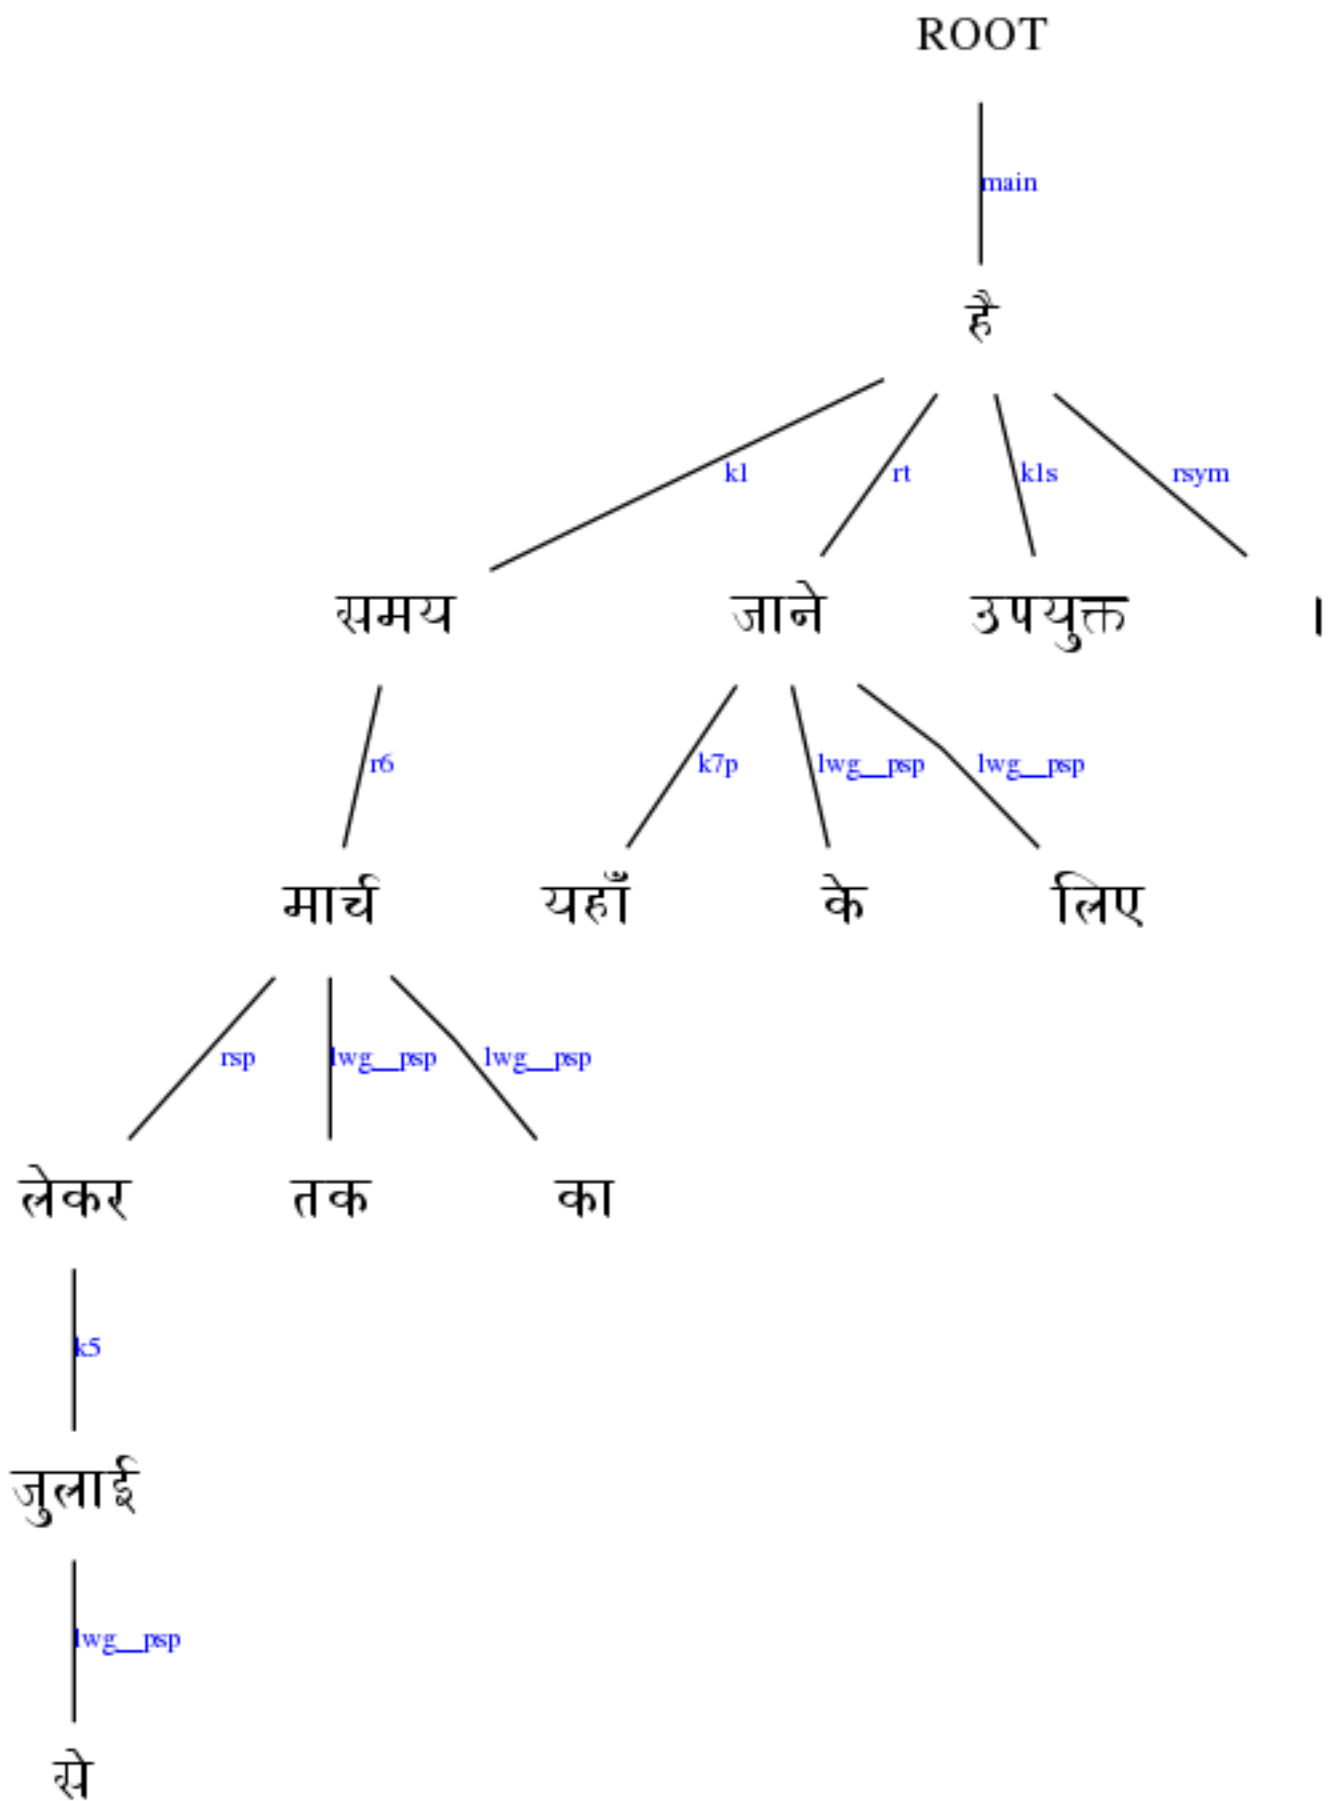 ROOT
main
है
k1 rt k1s rsym
समय जाने उपयुक्त ।
r6 k7p lwg__psp lwg__psp
मार्च यहाँ के लिए
rsp lwg__psp lwg__psp
लेकर तक का
k5
जुलाई
lwg__psp
से